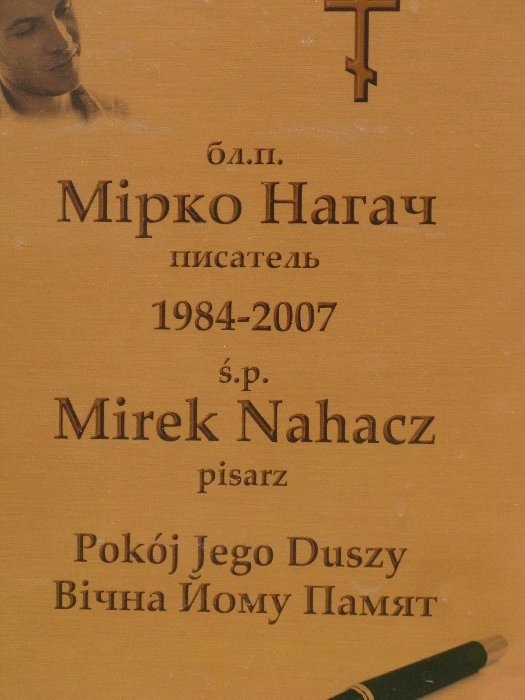 бл.п.
Мірко Нагач
писатель
1984-2007
ś.p.
Mirek Nahacz
pisarz
Pokój Jego Duszy
Вічна Йому Памят